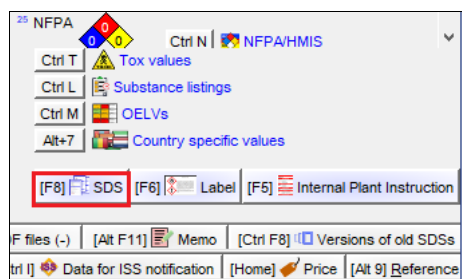 25 NFPA 0 0 0 Ctrl N NFPA/HMIS
Ctrl T Tox values
Ctrl L Substance listings
Ctrl M OELVs
Alt+7 Country specific values
[F8] SDS [F6] Label [F5] Internal Plant Instruction
F files (-) [Alt F11] Memo [Ctrl F8] Versions of old SDSs
trl I] Data for ISS notification [Home] Price [Alt 9] Reference